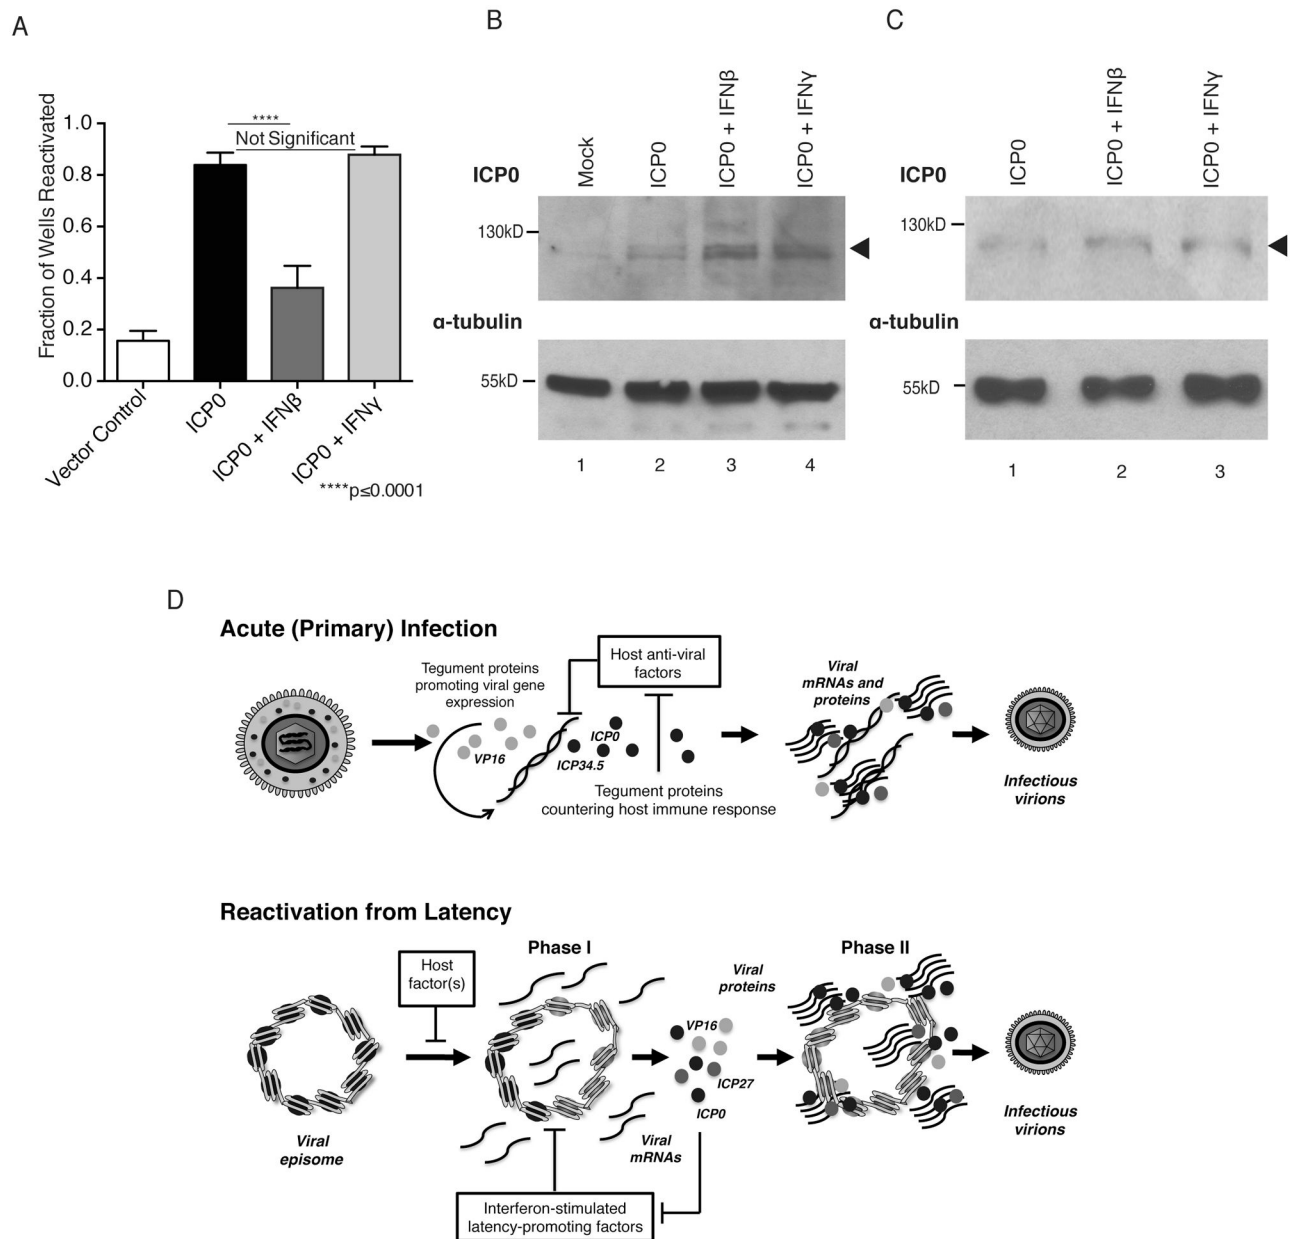 A
Fraction of Wells Reactivated
1.0
0.8
0.6
0.4
0.2
0.0
****
Not Significant
Vector Control
ICP0
ICP0 + IFNβ
ICP0 + IFNγ
****p≤0.0001
B
Mock
ICP0
ICP0 + IFNβ
ICP0 + IFNγ
ICP0
130kD
α-tubulin
55kD
1
2
3
4
C
ICP0
ICP0 + IFNβ
ICP0 + IFNγ
ICP0
130kD
α-tubulin
55kD
1
2
3
D
Acute (Primary) Infection
Tegument proteins
promoting viral gene
expression
VP16
Host anti-viral
factors
ICP0
ICP34.5
Tegument proteins
countering host immune response
Viral
mRNAs and
proteins
Infectious
virions
Reactivation from Latency
Viral
episome
Host
factor(s)
Phase I
Viral
mRNAs
Viral
proteins
VP16
ICP27
ICP0
Phase II
Infectious
virions
Interferon-stimulated
latency-promoting factors